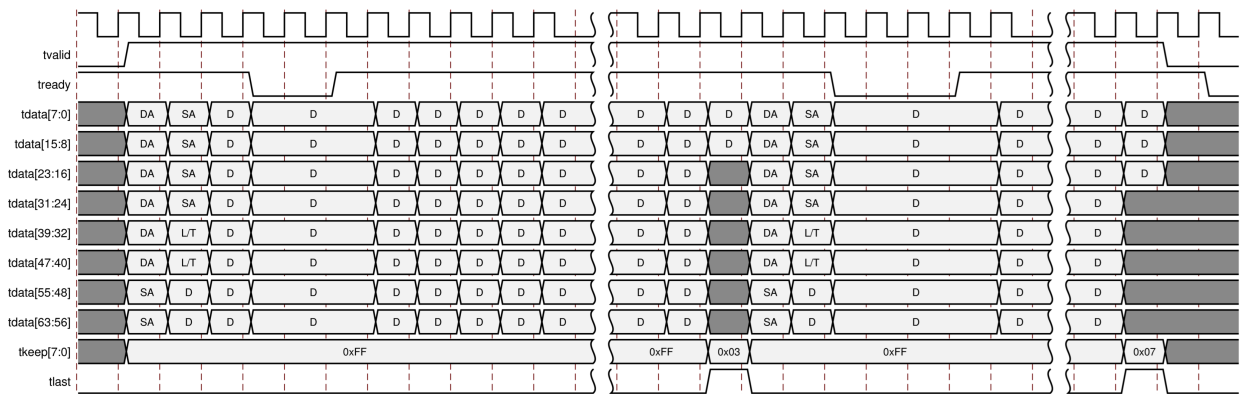 tvalid
tready
tdata[7:0] DA SA D D D D D D D D D D DA SA D D D D
tdata[15:8] DA SA D D D D D D D D D D DA SA D D D D
tdata[23:16] DA SA D D D D D D D D D DA SA D D D D
tdata[31:24] DA SA D D D D D D D D D DA SA D D D
tdata[39:32] DA L/T D D D D D D D D D DA L/T D D D
tdata[47:40] DA L/T D D D D D D D D D DA L/T D D D
tdata[55:48] SA D D D D D D D D D D SA D D D D
tdata[63:56] SA D D D D D D D D D D SA D D D D
tkeep[7:0] 0xFF 0xFF 0x03 0xFF 0x07
tlast